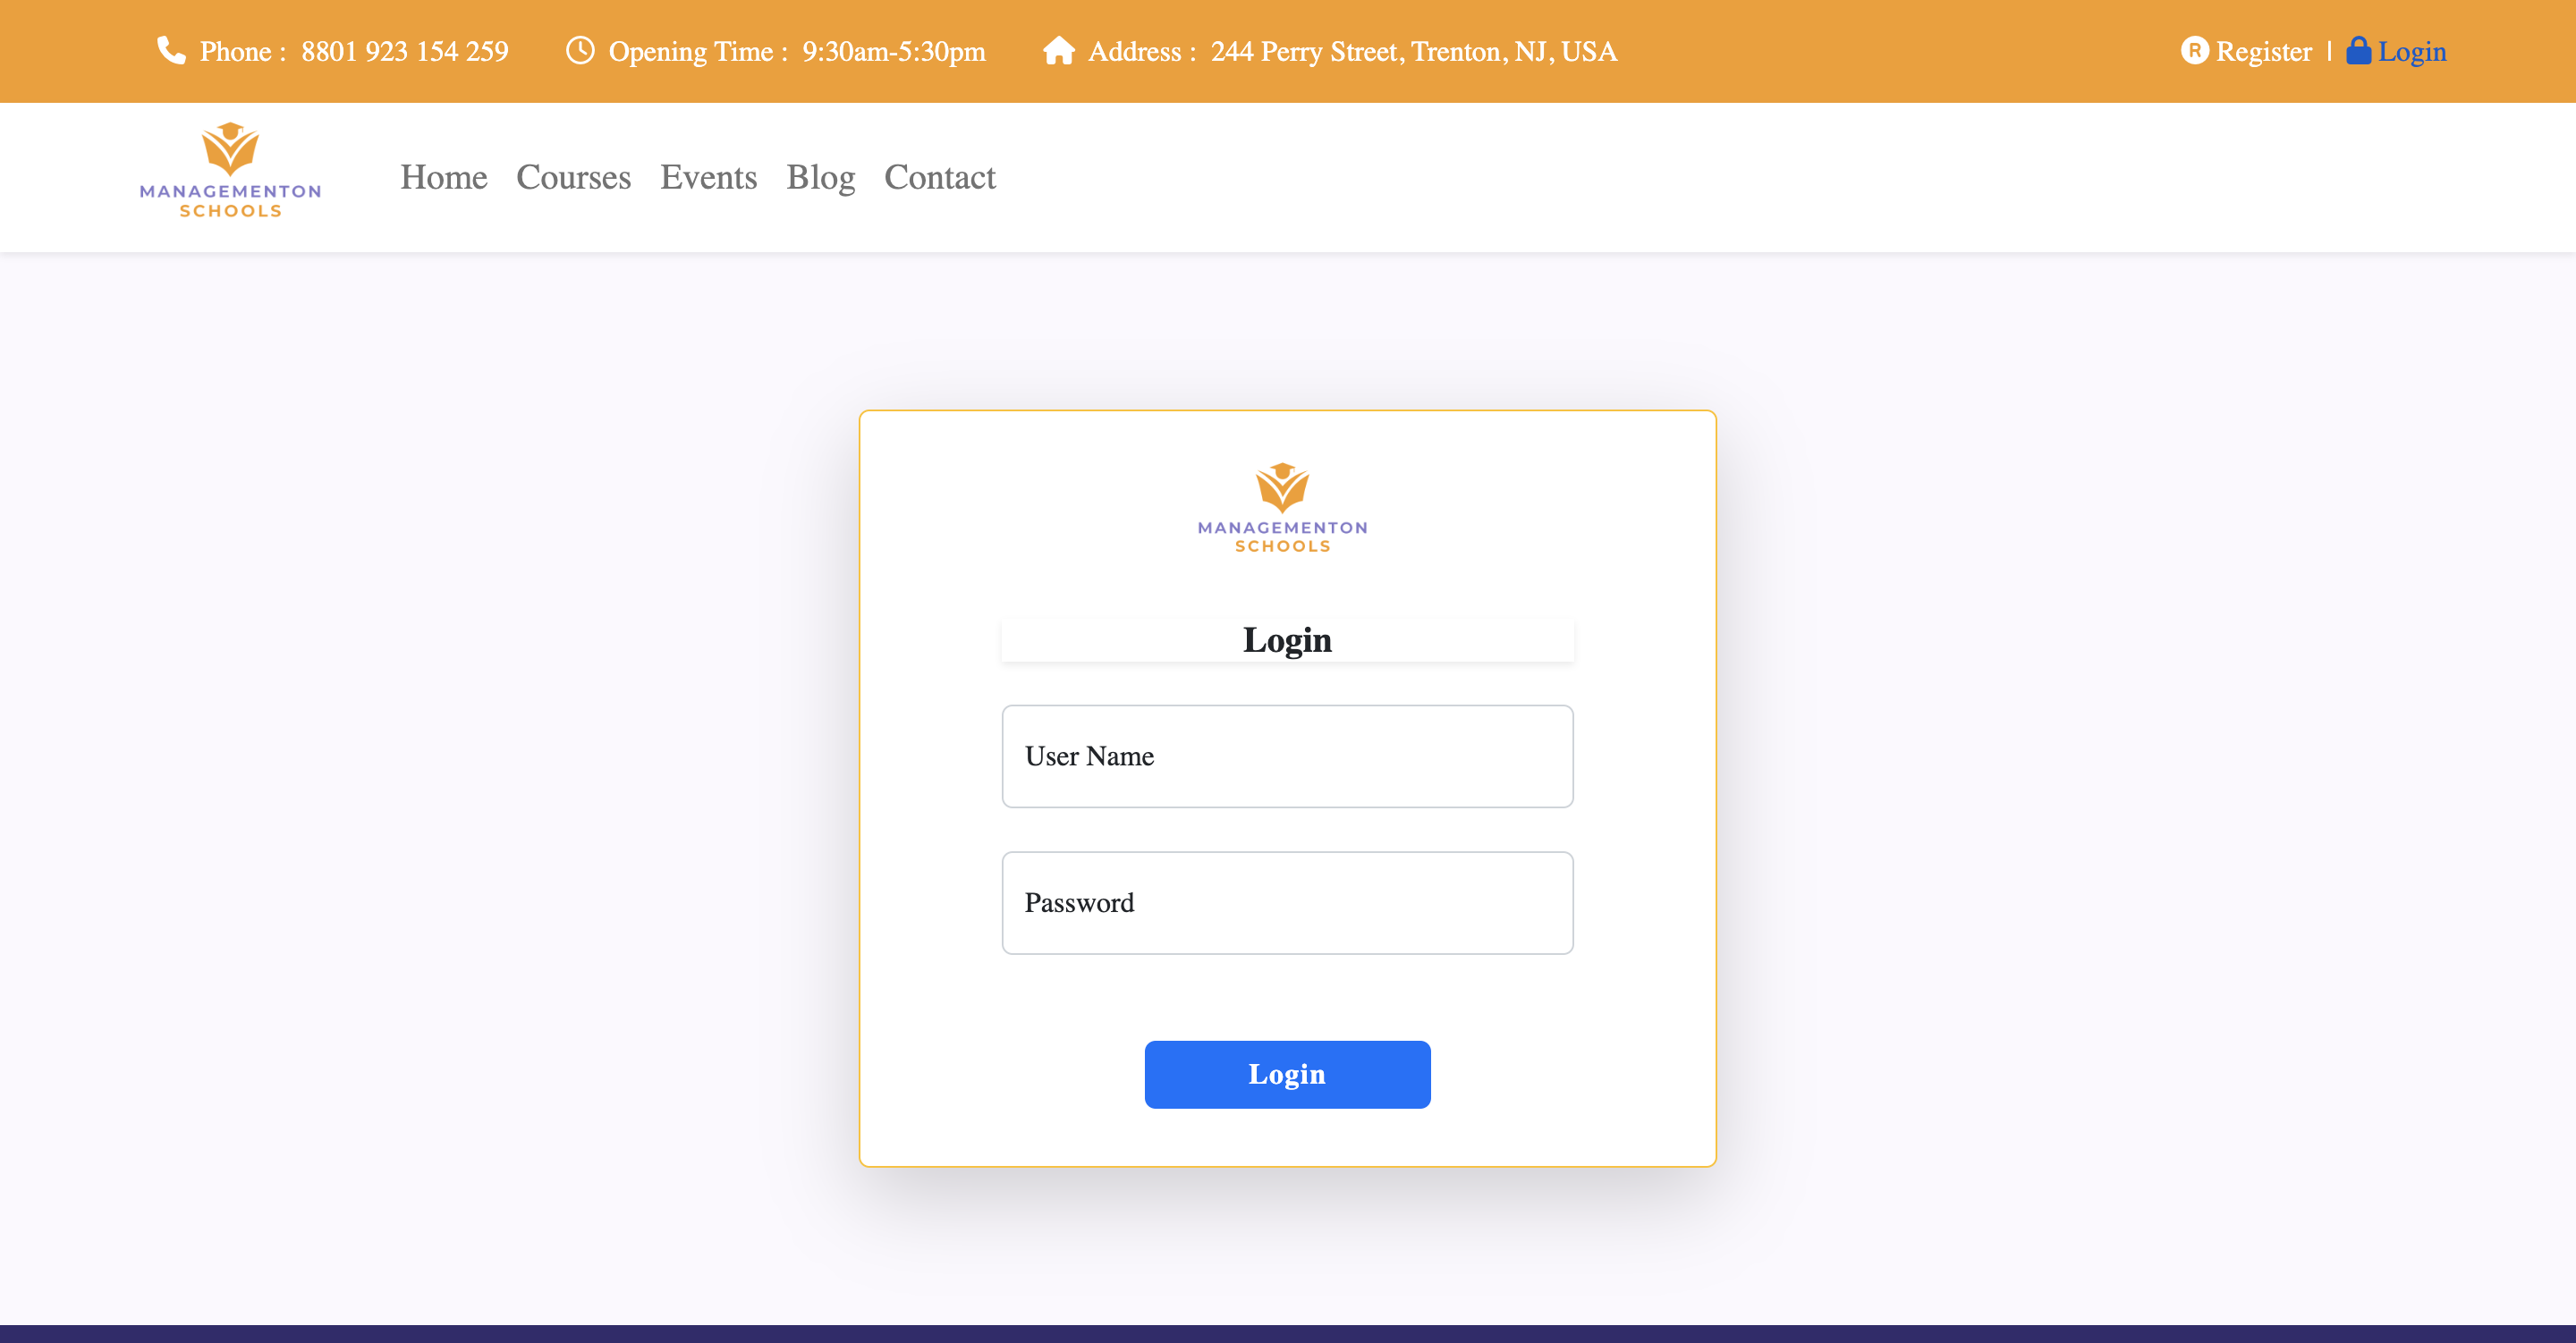 Phone : 8801 923 154 259 Opening Time : 9:30am-5:30pm Address : 244 Perry Street, Trenton, NJ, USA R Register | Login
MANAGEMENTON
SCHOOLS
Home Courses Events Blog Contact
MANAGEMENTON
SCHOOLS
Login
User Name
Password
Login